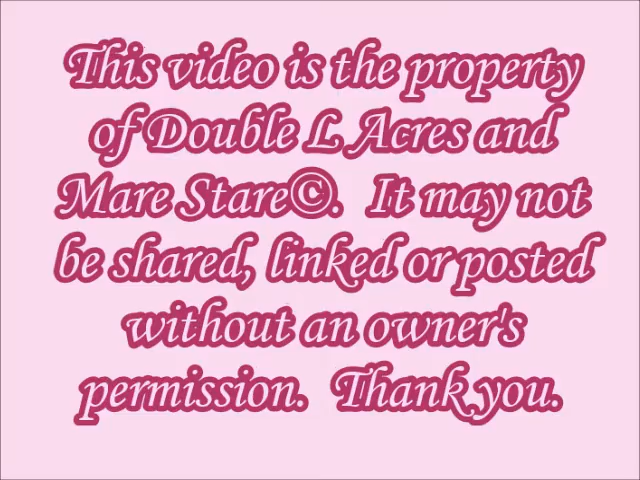 This video is the property
of Double L Acres and
Mare Stare©.  It may not
be shared, linked or posted
without an owner's
permission.  Thank you.